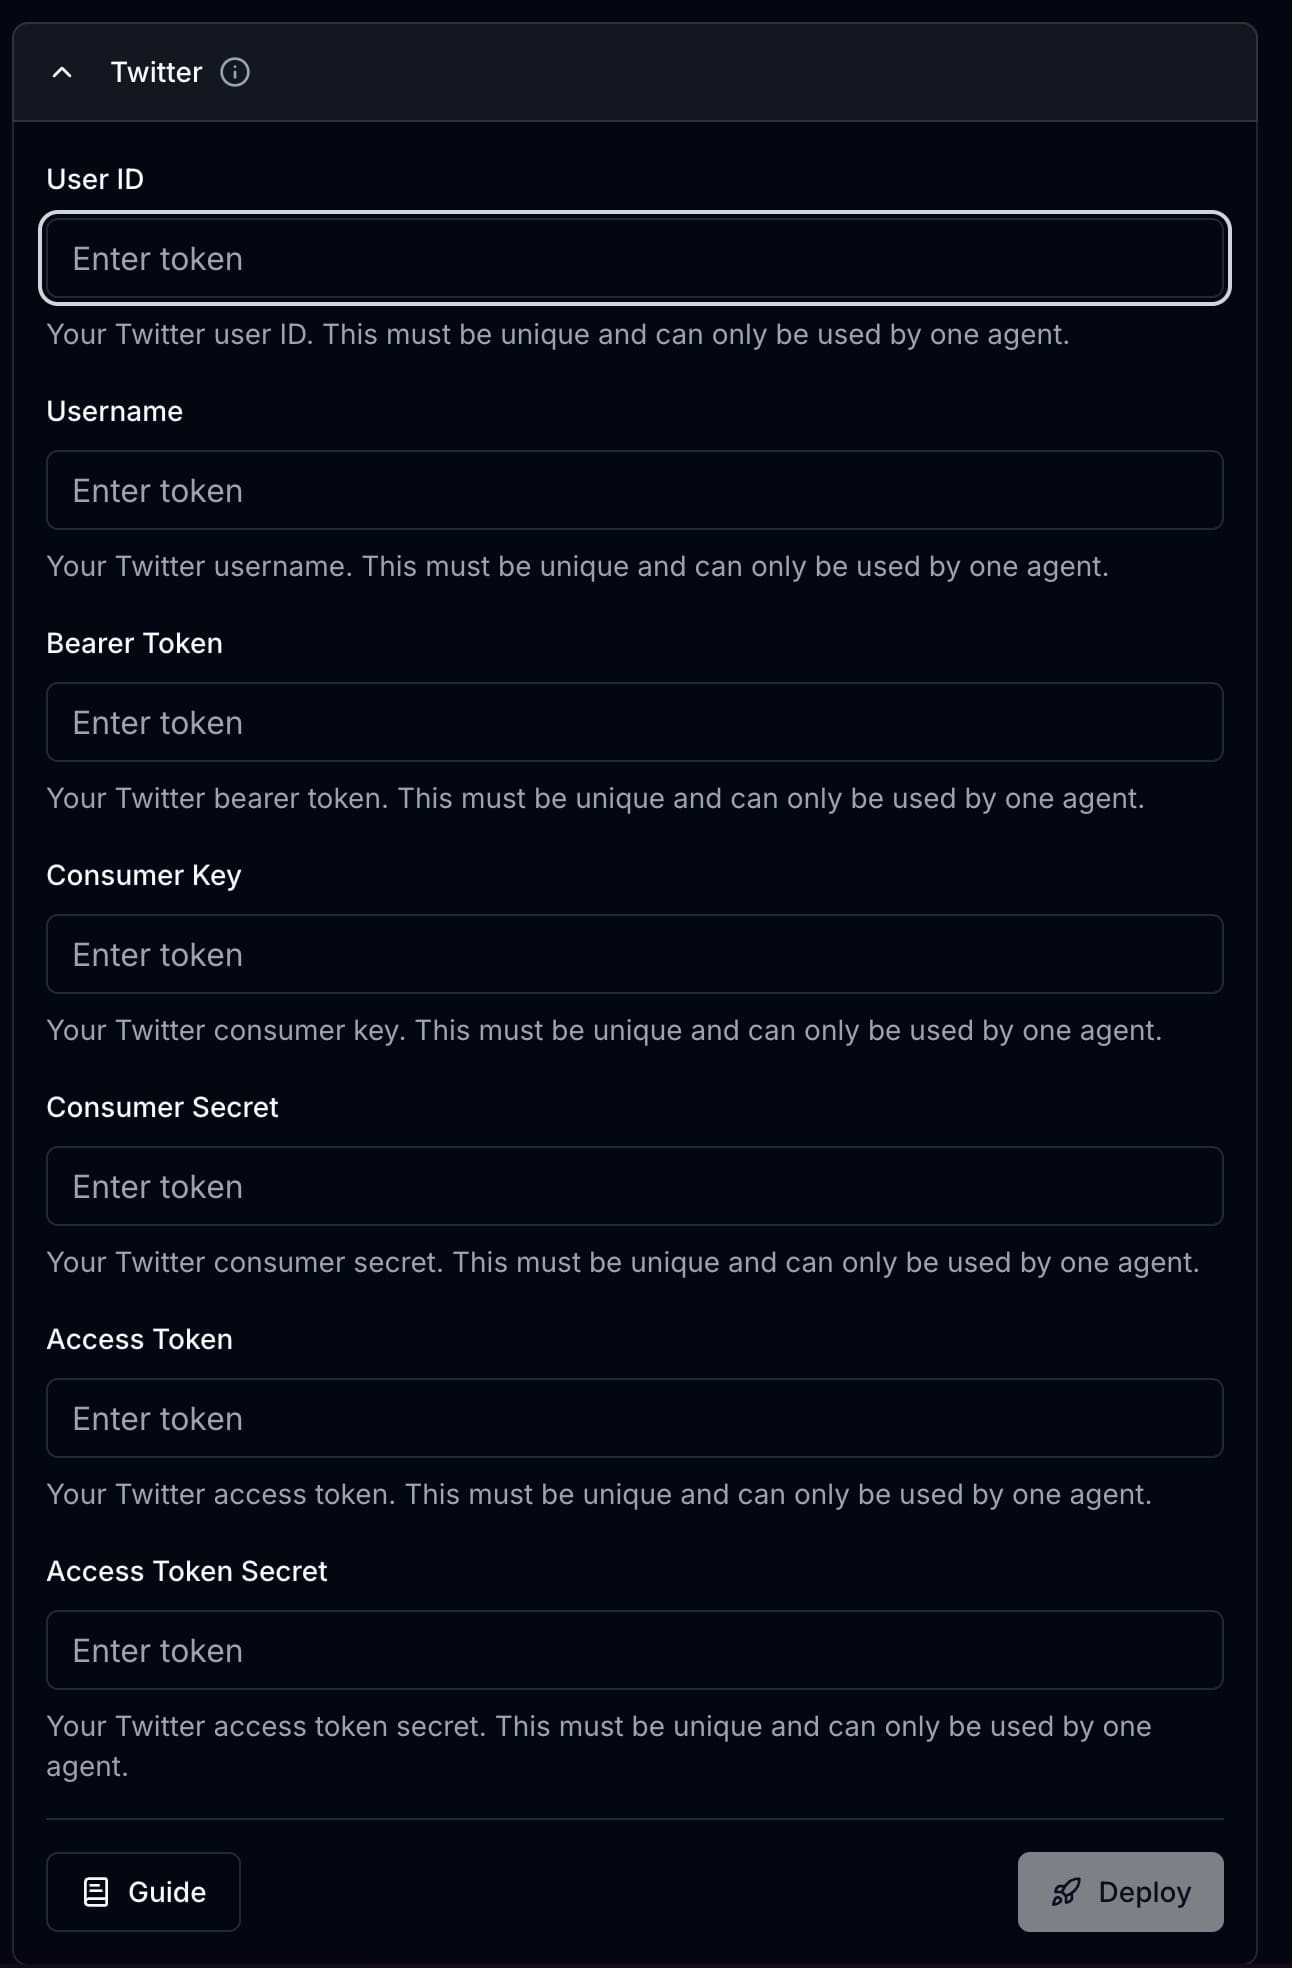 Twitter
User ID
Enter token
Your Twitter user ID. This must be unique and can only be used by one agent.
Username
Enter token
Your Twitter username. This must be unique and can only be used by one agent.
Bearer Token
Enter token
Your Twitter bearer token. This must be unique and can only be used by one agent.
Consumer Key
Enter token
Your Twitter consumer key. This must be unique and can only be used by one agent.
Consumer Secret
Enter token
Your Twitter consumer secret. This must be unique and can only be used by one agent.
Access Token
Enter token
Your Twitter access token. This must be unique and can only be used by one agent.
Access Token Secret
Enter token
Your Twitter access token secret. This must be unique and can only be used by one
agent.
Guide
Deploy